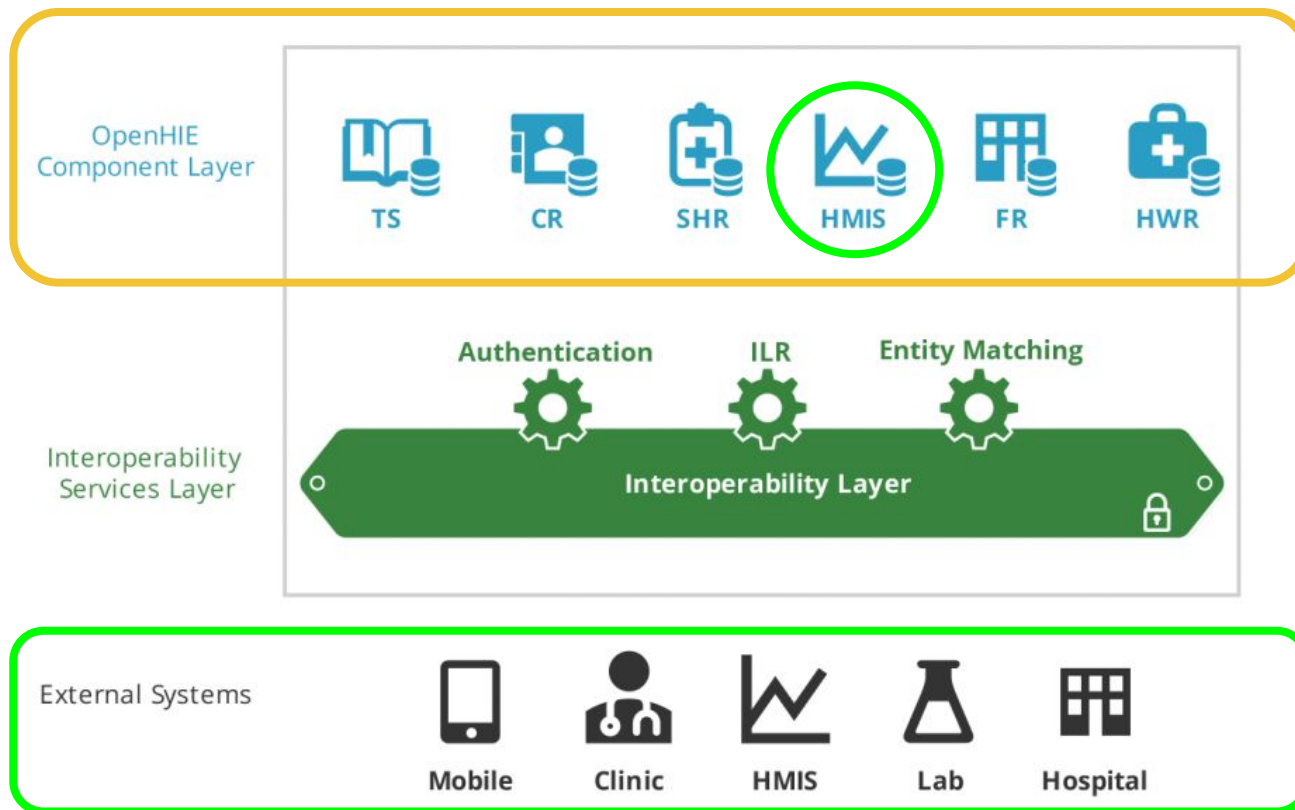 OpenHIE
Component Layer
TS
CR
SHR
HMIS
FR
HWR
Authentication
ILR
Entity Matching
Interoperability
Services Layer
Interoperability Layer
External Systems
Mobile
Clinic
HMIS
Lab
Hospital